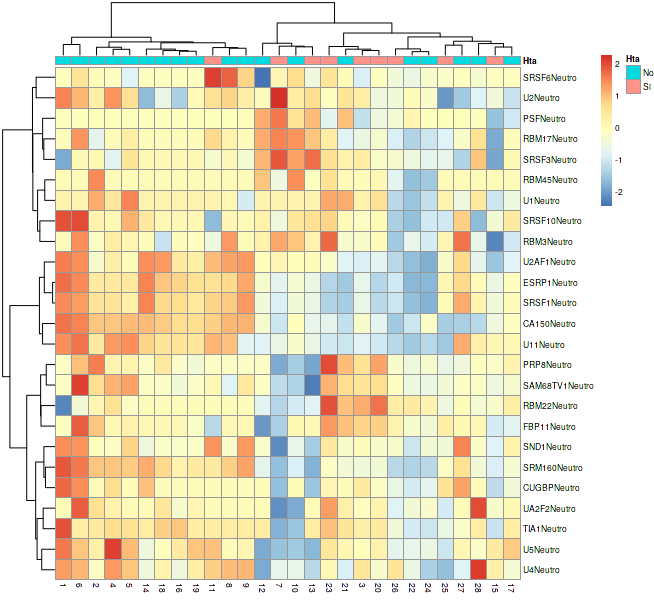 Hta
SRSF6Neutro
U2Neutro
PSFNeutro
RBM17Neutro
SRSF3Neutro
RBM45Neutro
U1Neutro
SRSF10Neutro
RBM3Neutro
U2AF1Neutro
ESRP1Neutro
SRSF1Neutro
CA150Neutro
U11Neutro
PRP8Neutro
SAM68TV1Neutro
RBM22Neutro
FBP11Neutro
SND1Neutro
SRM160Neutro
CUGBPNeutro
UA2F2Neutro
TIA1Neutro
U5Neutro
U4Neutro
1 6 2 4 5 14 18 16 19 11 8 9 12 7 10 13 23 21 3 20 26 22 24 25 27 28 15 17
2
1
0
-1
-2
Hta
No
Si